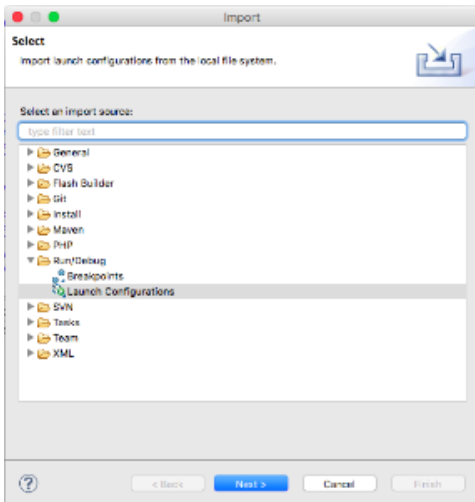 Import
Select
Import launch configurations from the local file system.
Select an import source:
type filter text
General
CVS
Flash Builder
Git
Install
Maven
PHP
Run/Debug
Breakpoints
Launch Configurations
SVN
Tasks
Team
XML
?
< Back
Next >
Cancel
Finish